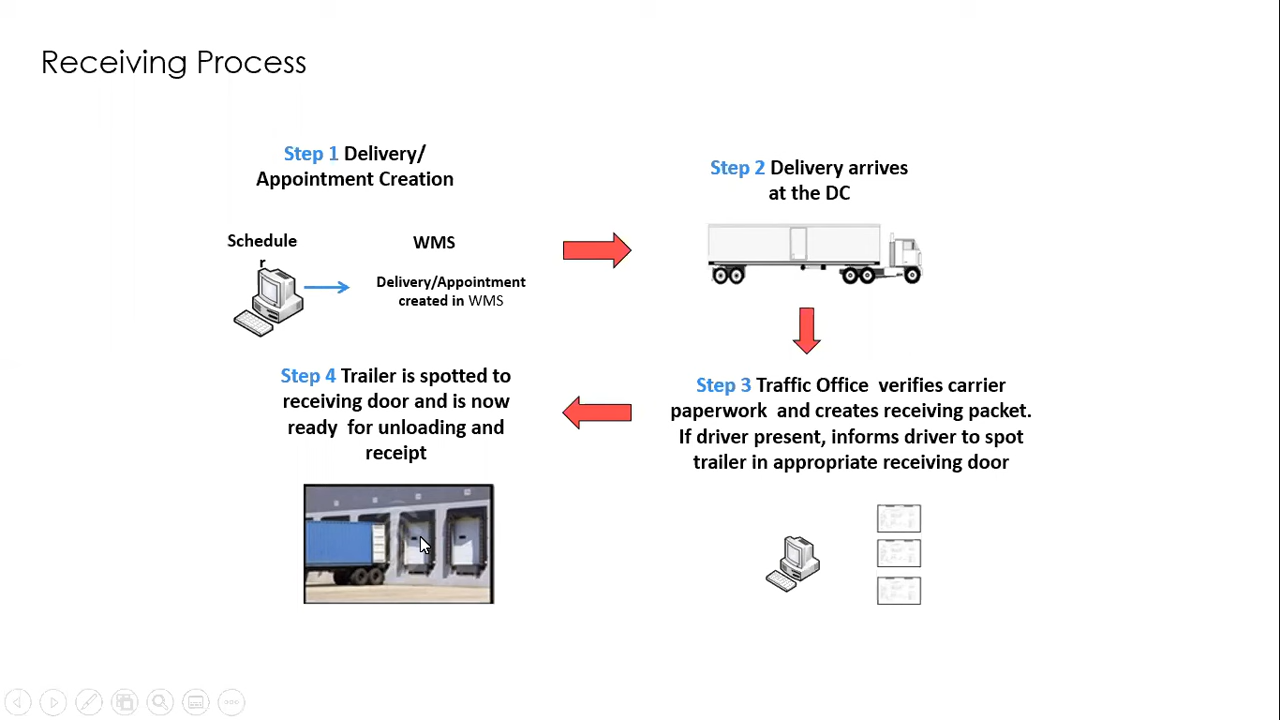 Receiving Process
Step 1 Delivery/
Appointment Creation
Schedule
r
WMS
Delivery/Appointment
created in WMS
Step 2 Delivery arrives
at the DC
Step 3 Traffic Office verifies carrier
paperwork and creates receiving packet.
If driver present, informs driver to spot
trailer in appropriate receiving door
Step 4 Trailer is spotted to
receiving door and is now
ready for unloading and
receipt